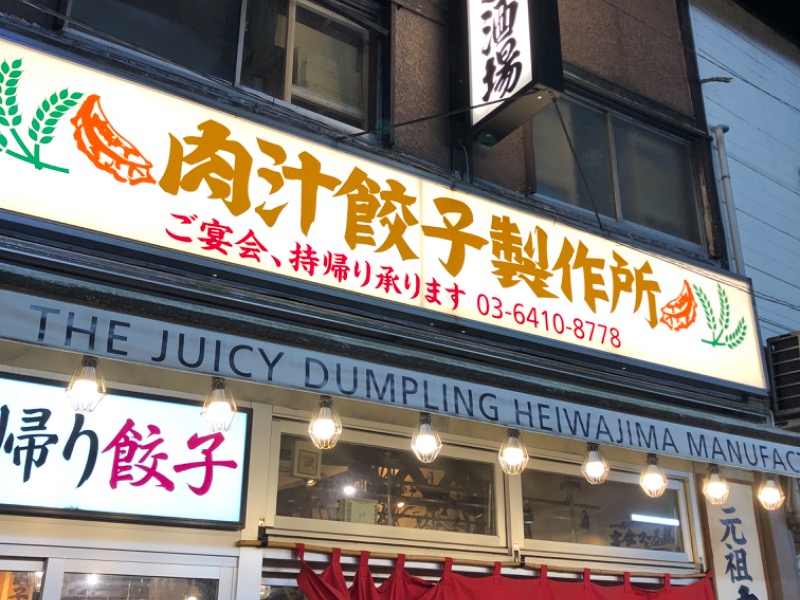 酒場
肉汁餃子製作所
ご宴会、持帰り承ります 03-6410-8778
THE JUICY DUMPLING HEIWAJIMA MANUFAC
帰り餃子
元祖